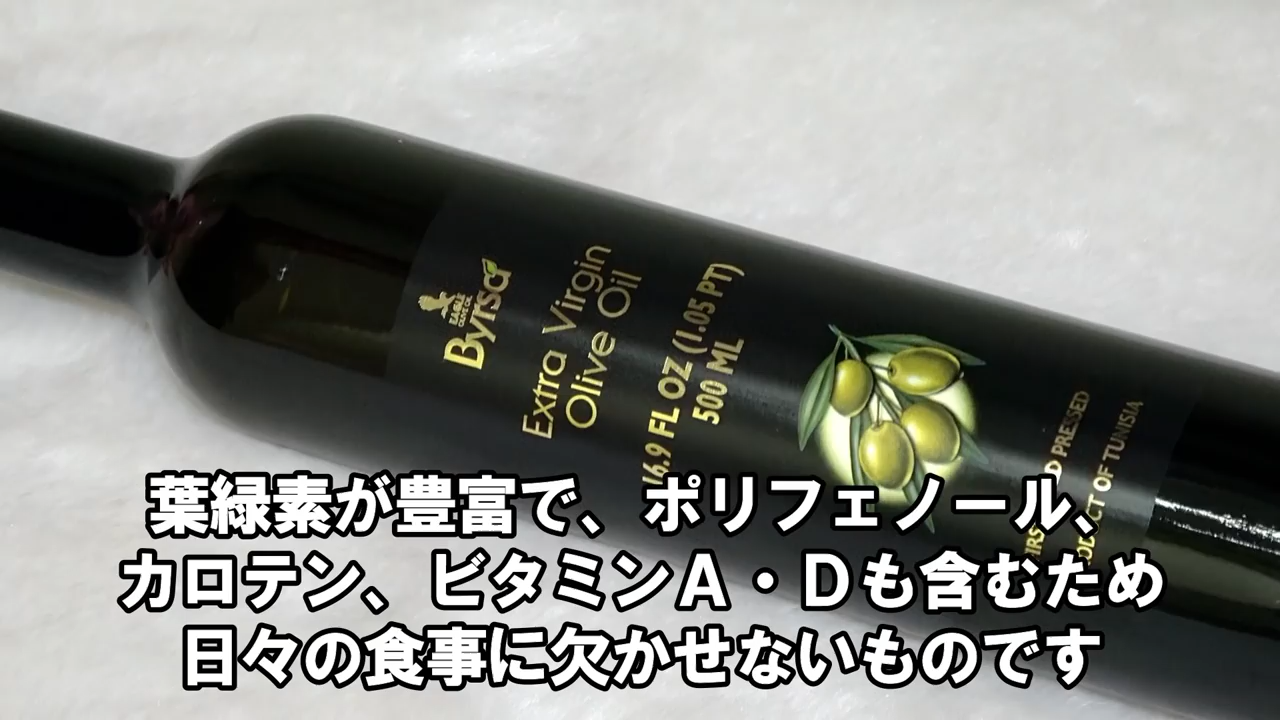 EAGLE
OLIVE OIL
Byrsa
Extra Virgin
Olive Oil
16.9 FL OZ (1.05 PT)
500 ML
PRESSED
OF TUNISIA
葉緑素が豊富で、ポリフェノール、
カロテン、ビタミンA・Dも含むため
日々の食事に欠かせないものです